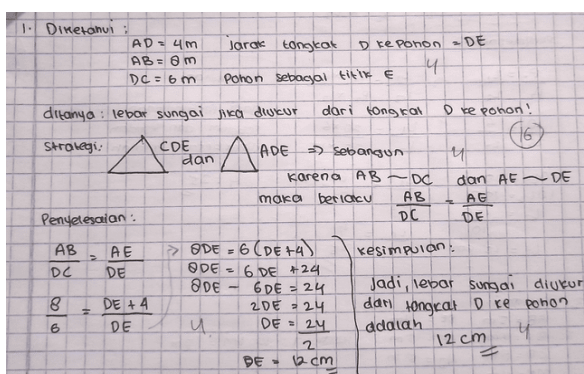 1. Diketahui :
AD = 4m jarak tongkat D ke pohon = DE
AB = 8 m
DC = 6 m Pohon sebagai titik E
4
ditanya : lebar sungai jika diukur dari tongkat D ke pohon!
16
Strategi: △ CDE dan △ ADE => sebangun 4
karena AB ~ DC dan AE ~ DE
maka berlaku AB/DC = AE/DE
Penyelesaian :
AB/DC = AE/DE
8/6 = DE + 4/DE
=> 8DE = 6 (DE+4)
8DE = 6 DE + 24
8DE - 6DE = 24
2DE = 24
4 DE = 24/2
DE = 12 cm
kesimpulan :
Jadi, lebar sungai diukur
dari tongkat D ke pohon
adalah
12 cm 4